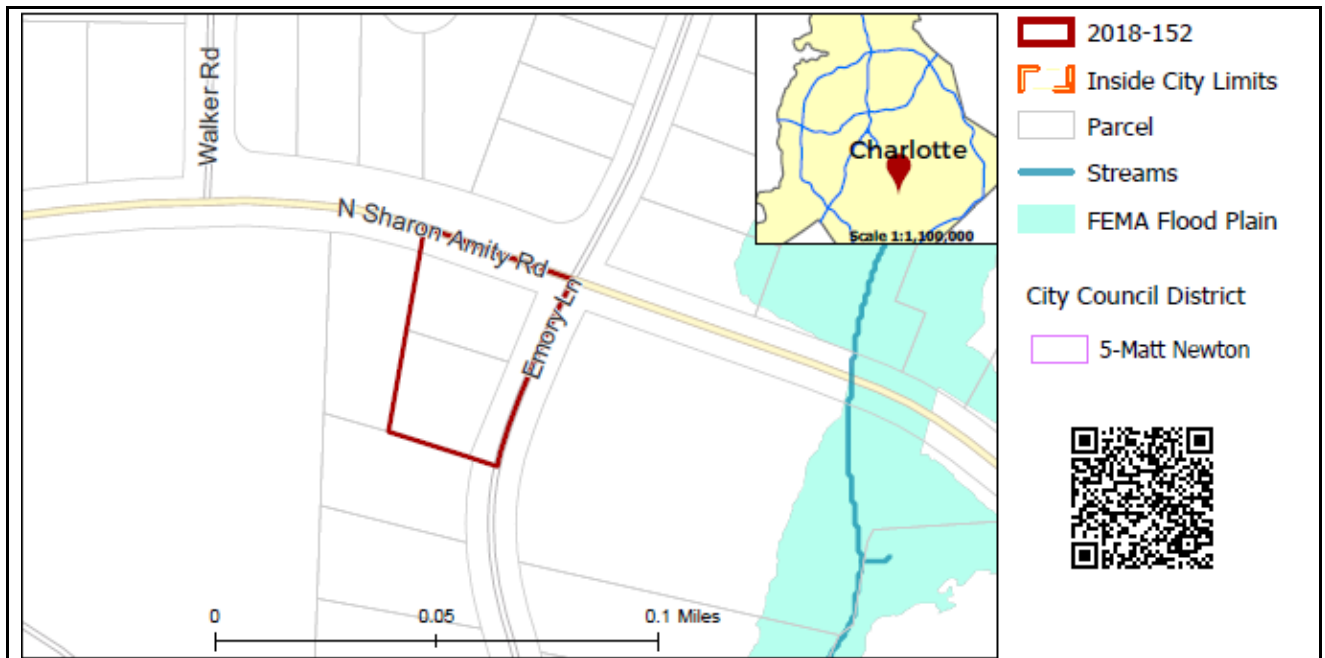 Walker Rd
N Sharon Amity Rd
Emory Ln
0 0.05 0.1 Miles
Charlotte
Scale 1:1,100,000
2018-152
Inside City Limits
Parcel
Streams
FEMA Flood Plain
City Council District
5-Matt Newton